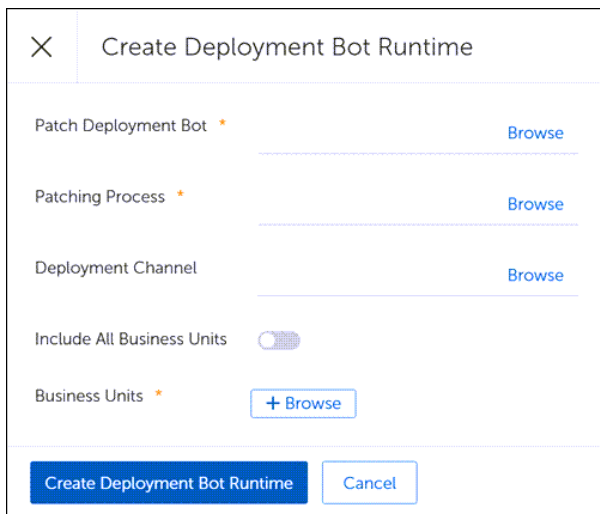 Create Deployment Bot Runtime
Patch Deployment Bot *
Browse
Patching Process *
Browse
Deployment Channel
Browse
Include All Business Units
Business Units *
+ Browse
Create Deployment Bot Runtime
Cancel